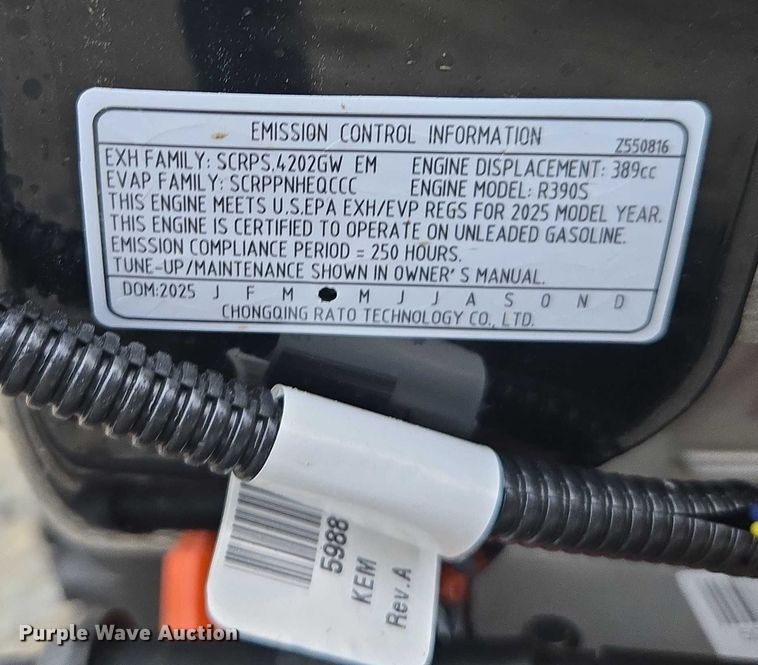 EMISSION CONTROL INFORMATION
Z550816
EXH FAMILY: SCRPS.4202GW EM ENGINE DISPLACEMENT: 389cc
EVAP FAMILY: SCRPPNHEQCCC ENGINE MODEL: R390S
THIS ENGINE MEETS U.S.EPA EXH/EVP REGS FOR 2025 MODEL YEAR.
THIS ENGINE IS CERTIFIED TO OPERATE ON UNLEADED GASOLINE.
EMISSION COMPLIANCE PERIOD = 250 HOURS.
TUNE-UP/MAINTENANCE SHOWN IN OWNER'S MANUAL.
DOM:2025 J F M M J J A S O N D
CHONGQING RATO TECHNOLOGY CO., LTD.
5988
KEM
Rev.A
Purple Wave Auction